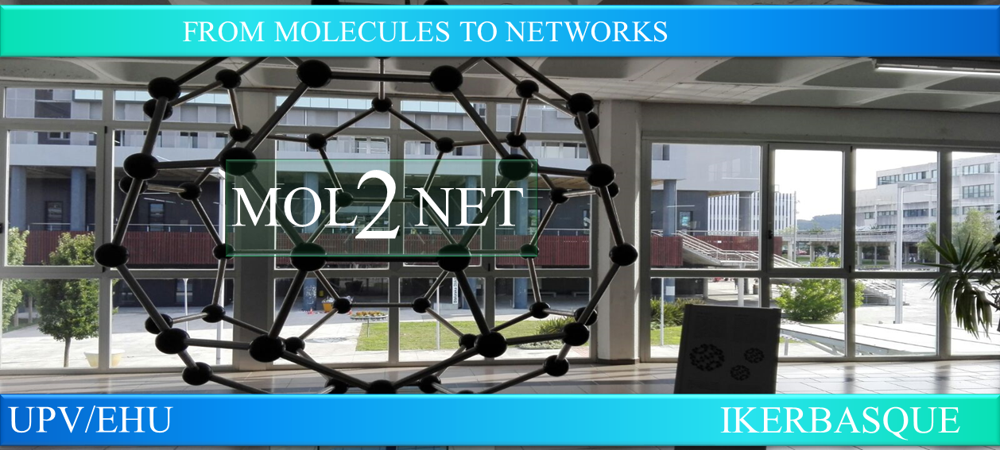 FROM MOLECULES TO NETWORKS
MOL2NET
UPV/EHU
IKERBASQUE